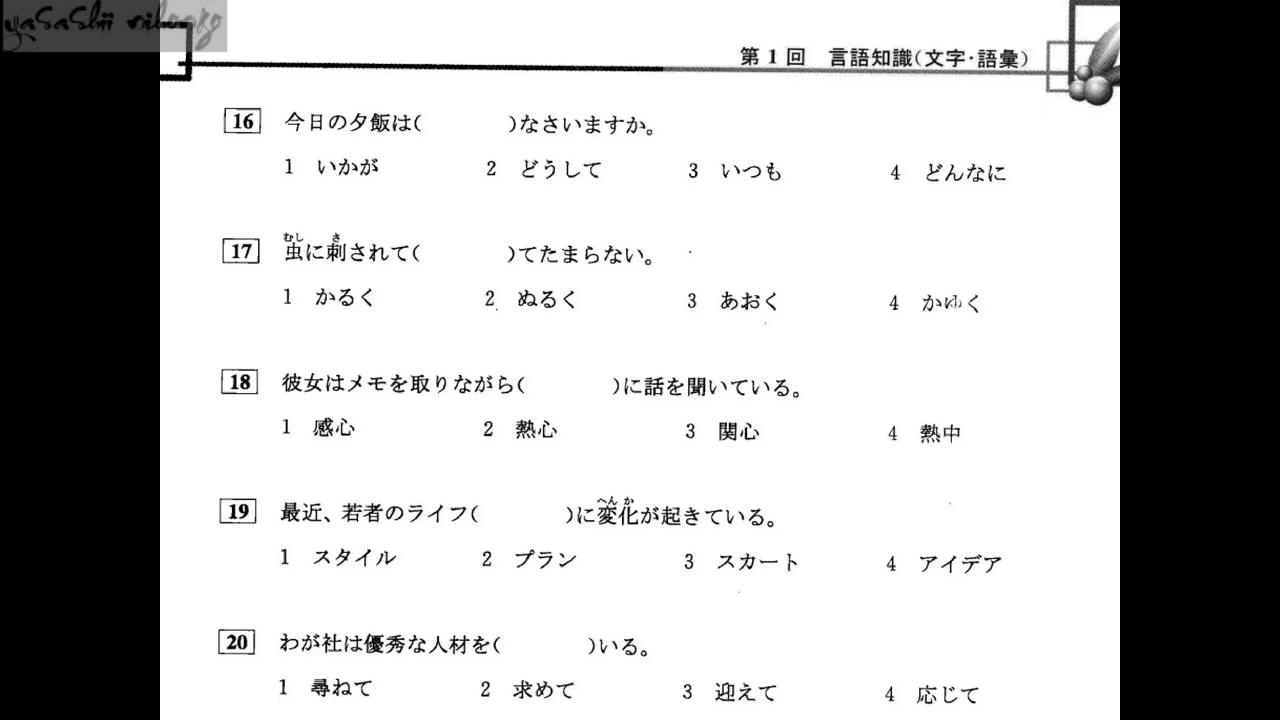 yaSaShii nihongo
第1回 言語知識(文字・語彙)
16 今日の夕飯は( )なさいますか。
1 いかが 2 どうして 3 いつも 4 どんなに
むし さ
17 虫に刺されて( )てたまらない。
1 かるく 2 ぬるく 3 あおく 4 かゆく
18 彼女はメモを取りながら( )に話を聞いている。
1 感心 2 熱心 3 関心 4 熱中
へん か
19 最近、若者のライフ( )に変化が起きている。
1 スタイル 2 プラン 3 スカート 4 アイデア
20 わが社は優秀な人材を( )いる。
1 尋ねて 2 求めて 3 迎えて 4 応じて